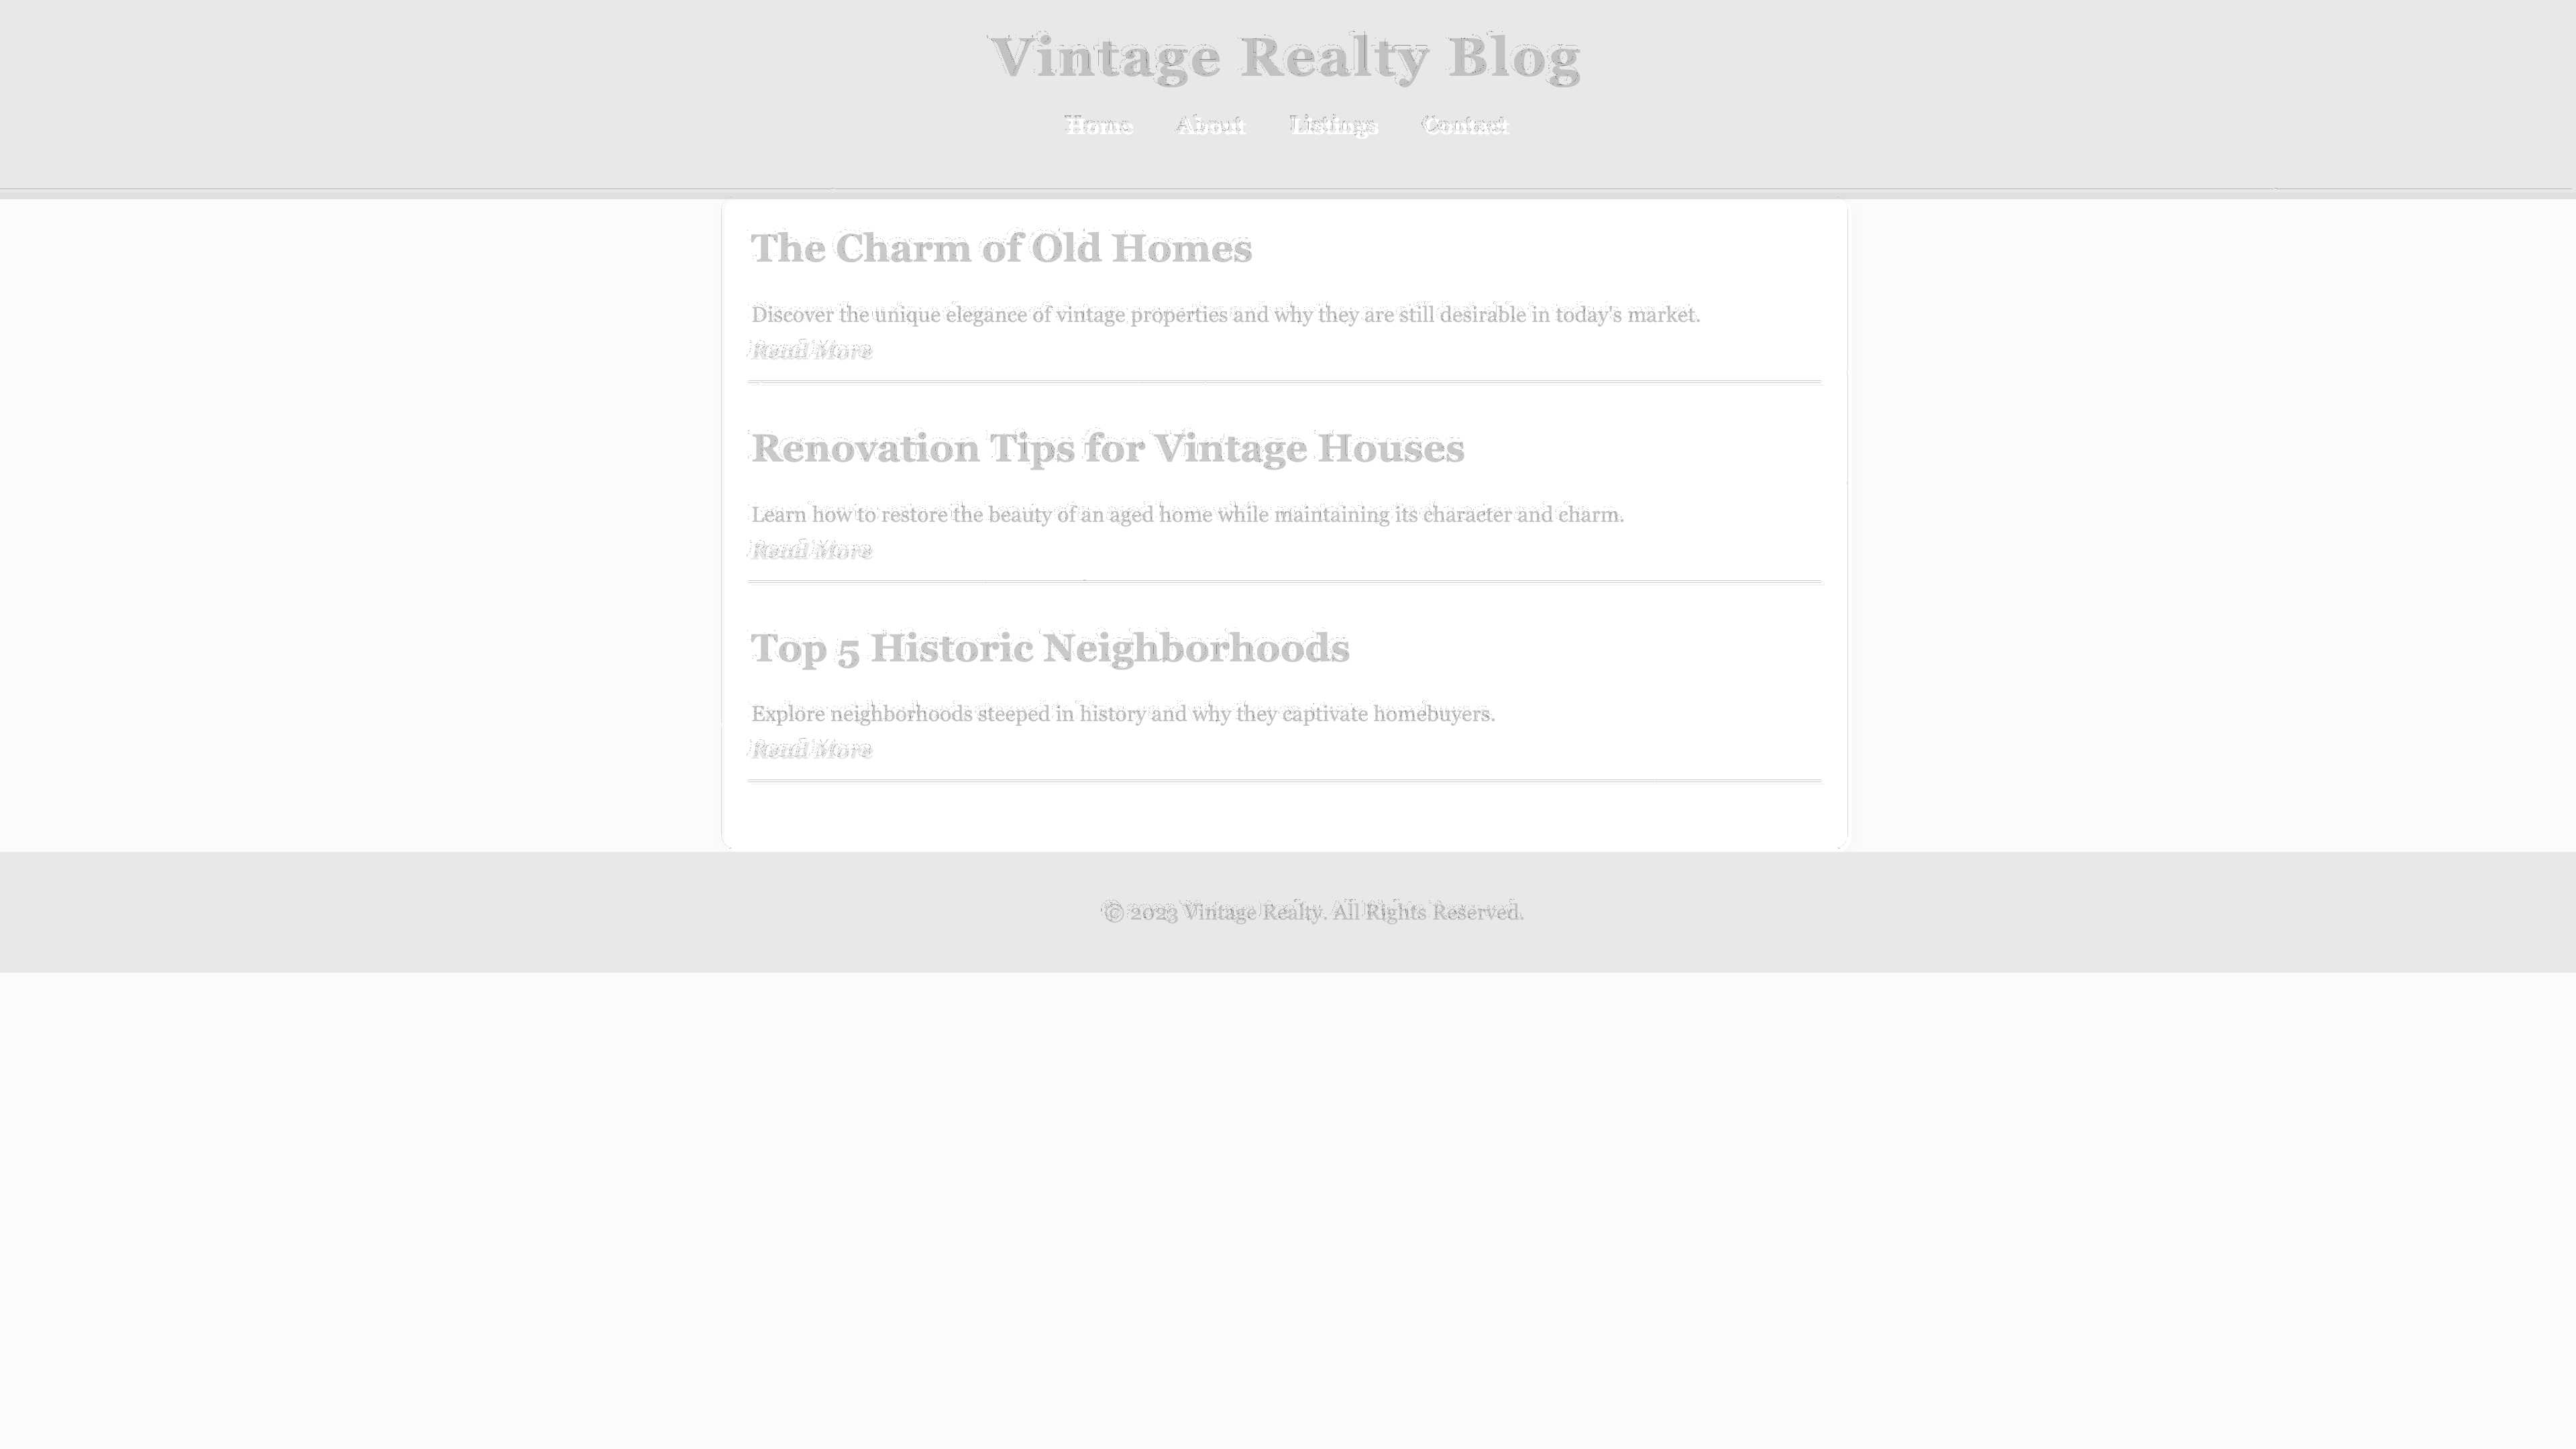 Vintage Realty Blog
Home About Listings Contact
The Charm of Old Homes
Discover the unique elegance of vintage properties and why they are still desirable in today's market.
Read More
Renovation Tips for Vintage Houses
Learn how to restore the beauty of an aged home while maintaining its character and charm.
Read More
Top 5 Historic Neighborhoods
Explore neighborhoods steeped in history and why they captivate homebuyers.
Read More
© 2023 Vintage Realty. All Rights Reserved.